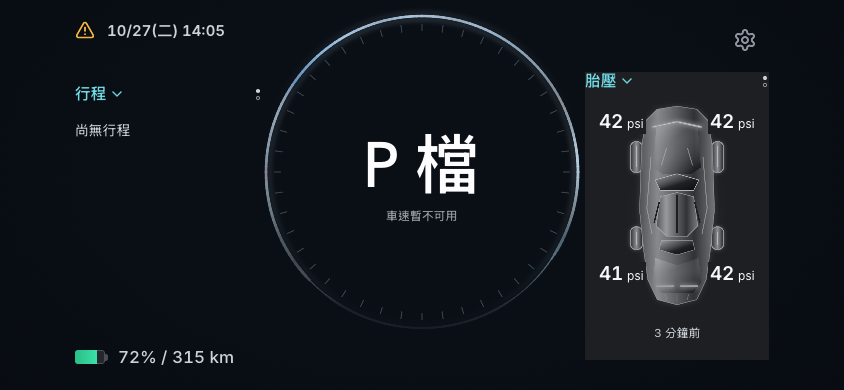 10/27(二) 14:05
行程
尚無行程
P 檔
車速暫不可用
胎壓
42 psi
42 psi
41 psi
42 psi
3 分鐘前
72% / 315 km